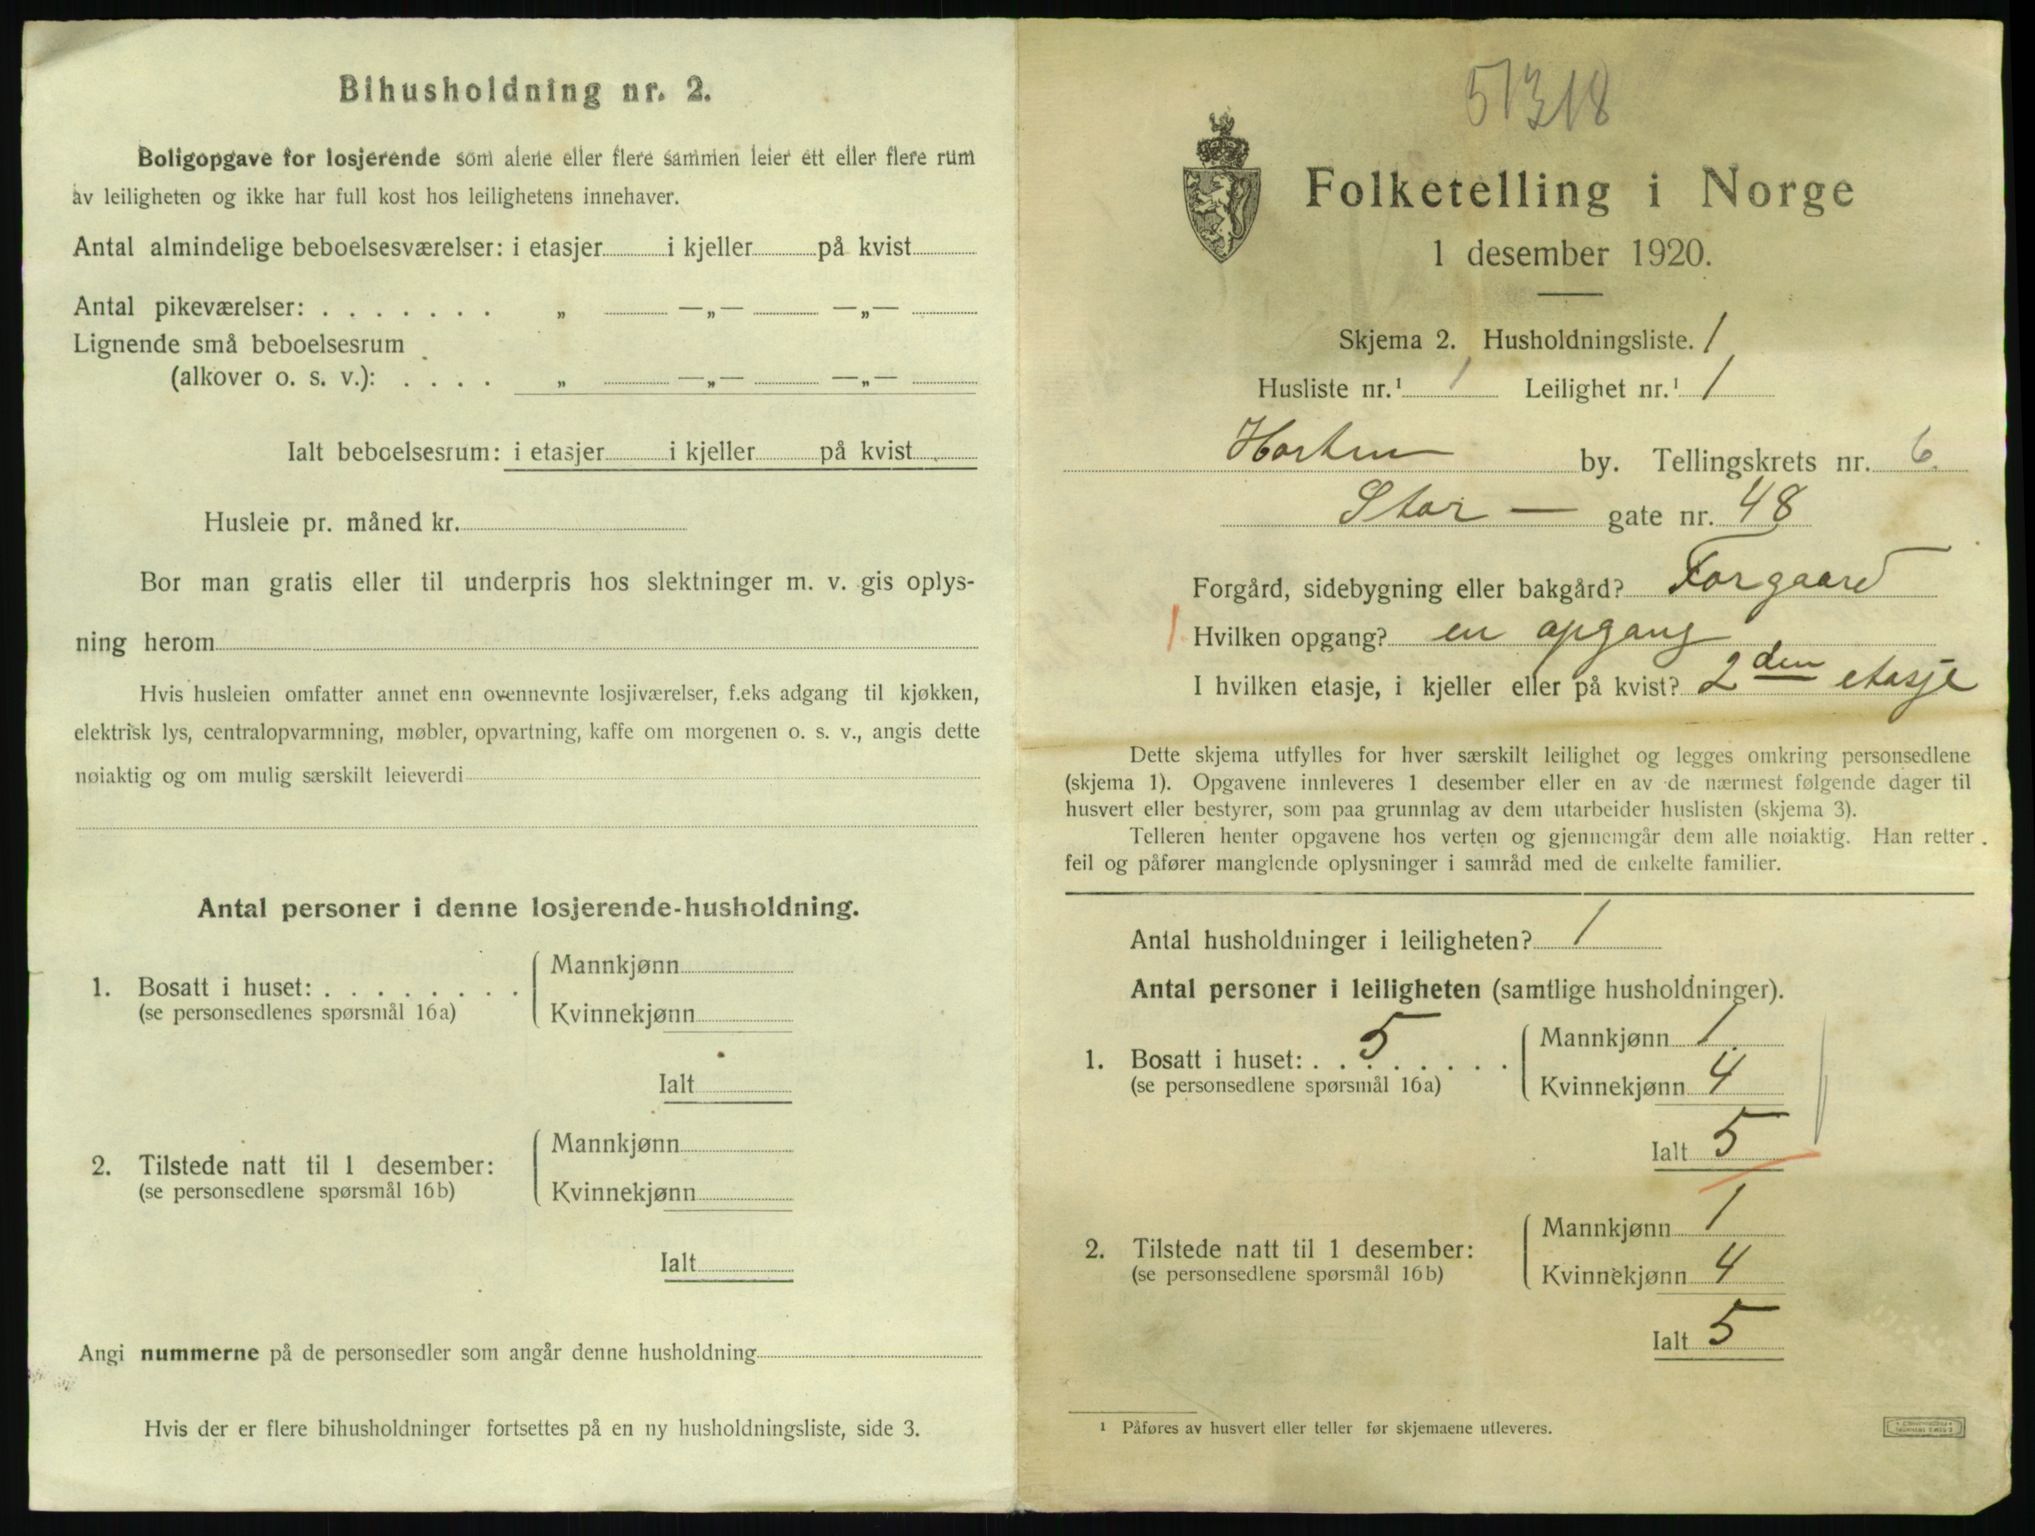 Bihusholdning nr. 2.
Boligopgave for losjerende som alene eller flere sammen leier ett eller flere rum
av leiligheten og ikke har full kost hos leilighetens innehaver.
Antal almindelige beboelsesværelser: i etasjer i kjeller på kvist
Antal pikeværelser: . . . . . . . „ —„— —„—
Lignende små beboelsesrum
(alkover o. s. v.): . . . . „ —„— —„—
Ialt beboelsesrum: i etasjer i kjeller på kvist
Husleie pr. måned kr.
Bor man gratis eller til underpris hos slektninger m. v. gis oplys-
ning herom
Hvis husleien omfatter annet enn ovennevnte losjiværelser, f.eks adgang til kjøkken,
elektrisk lys, centralopvarmning, møbler, opvartning, kaffe om morgenen o. s. v., angis dette
nøiaktig og om mulig særskilt leieverdi
Antal personer i denne losjerende-husholdning.
1. Bosatt i huset: . . . . . . . .
(se personsedlenes spørsmål 16a)
Mannkjønn
Kvinnekjønn
Ialt
2. Tilstede natt til 1 desember:
(se personsedlene spørsmål 16b)
Mannkjønn
Kvinnekjønn
Ialt
Angi nummerne på de personsedler som angår denne husholdning
Hvis der er flere bihusholdninger fortsettes på en ny husholdningsliste, side 3.
51318
Folketelling i Norge
1 desember 1920.
Skjema 2. Husholdningsliste. 1
Husliste nr.¹ 1 Leilighet nr.¹ 1
Horten by. Tellingskrets nr. 6.
Stor — gate nr. 48
Forgård, sidebygning eller bakgård? Forgaard
1 Hvilken opgang? en opgang
I hvilken etasje, i kjeller eller på kvist? 2den etasje
Dette skjema utfylles for hver særskilt leilighet og legges omkring personsedlene
(skjema 1). Opgavene innleveres 1 desember eller en av de nærmest følgende dager til
husvert eller bestyrer, som paa grunnlag av dem utarbeider huslisten (skjema 3).
Telleren henter opgavene hos verten og gjennemgår dem alle nøiaktig. Han retter
feil og påfører manglende oplysninger i samråd med de enkelte familier.
Antal husholdninger i leiligheten? 1
Antal personer i leiligheten (samtlige husholdninger).
1. Bosatt i huset: . . 5 . . . . .
(se personsedlene spørsmål 16a)
Mannkjønn 1
Kvinnekjønn 4
Ialt 5
2. Tilstede natt til 1 desember:
(se personsedlene spørsmål 16b)
Mannkjønn 1
Kvinnekjønn 4
Ialt 5
¹ Påføres av husvert eller teller før skjemaene utleveres.